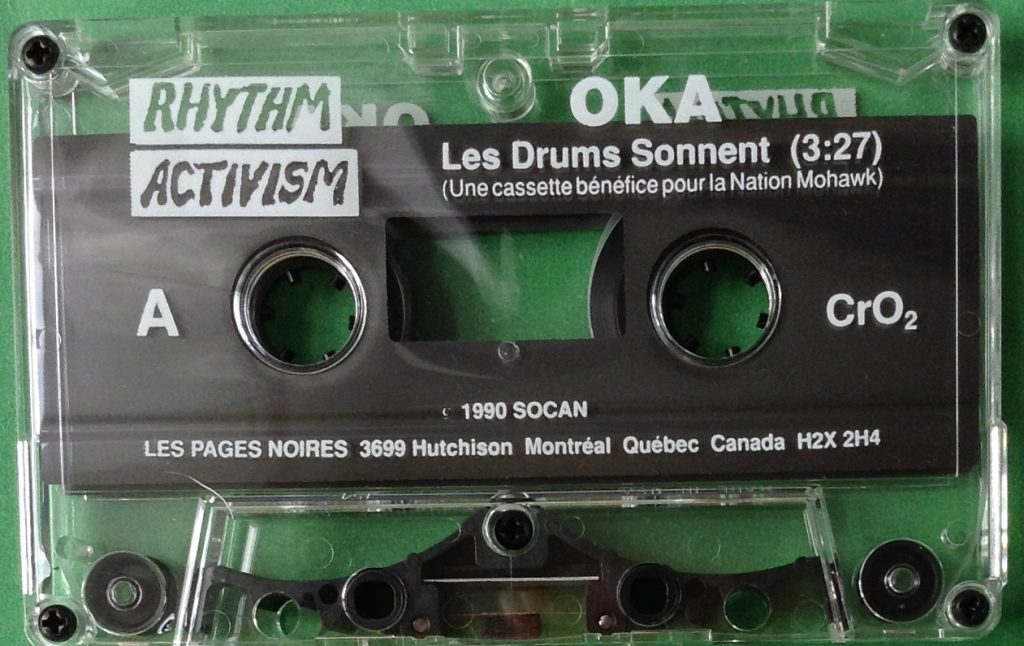 RHYTHM
ACTIVISM
OKA
Les Drums Sonnent (3:27)
(Une cassette bénéfice pour la Nation Mohawk)
A
CrO₂
c 1990 SOCAN
LES PAGES NOIRES 3699 Hutchison Montréal Québec Canada H2X 2H4